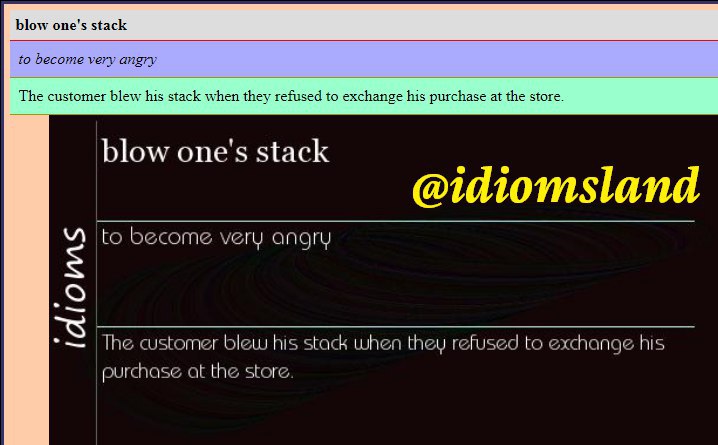 blow one's stack
to become very angry
The customer blew his stack when they refused to exchange his purchase at the store.
blow one's stack
@idiomsland
idioms
to become very angry
The customer blew his stack when they refused to exchange his
purchase at the store.